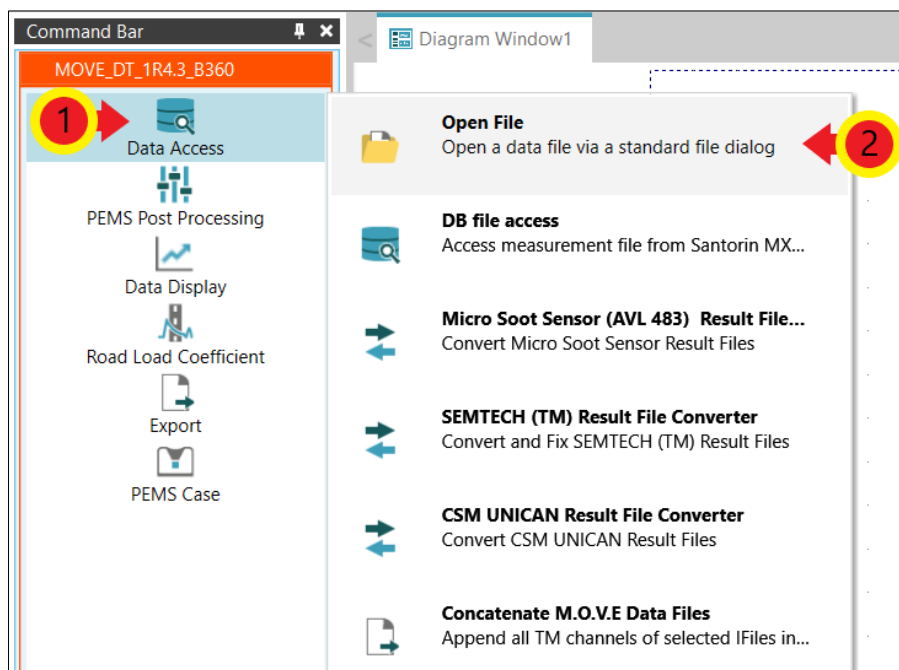 Command Bar
MOVE_DT_1R4.3_B360
1
Data Access
PEMS Post Processing
Data Display
Road Load Coefficient
Export
PEMS Case
Diagram Window1
Open File
Open a data file via a standard file dialog
2
DB file access
Access measurement file from Santorin MX...
Micro Soot Sensor (AVL 483)  Result File...
Convert Micro Soot Sensor Result Files
SEMTECH (TM) Result File Converter
Convert and Fix SEMTECH (TM) Result Files
CSM UNICAN Result File Converter
Convert CSM UNICAN Result Files
Concatenate M.O.V.E Data Files
Append all TM channels of selected IFiles in...